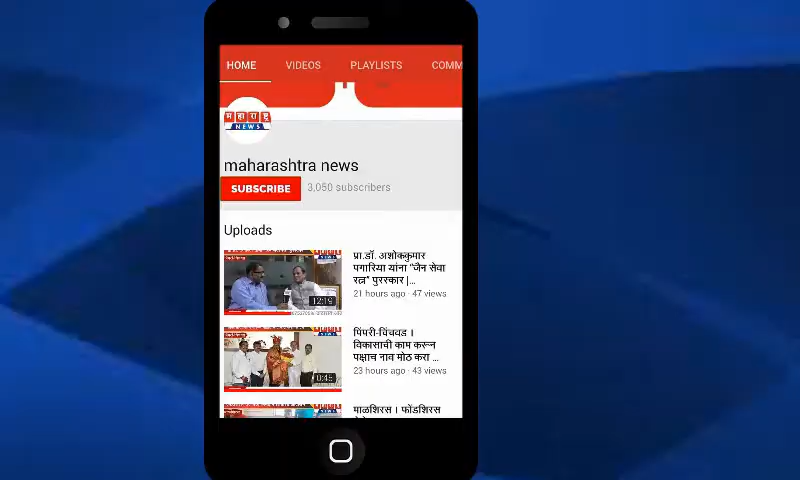 HOME VIDEOS PLAYLISTS COMM
महाराष्ट्र
NEWS
maharashtra news
SUBSCRIBE 3,050 subscribers
Uploads
प्रा.डॉ. अशोककुमार
पगारिया यांना "जैन सेवा
रत्न" पुरस्कार |...
21 hours ago · 47 views
12:19
पिंपरी-चिंचवड ।
विकासाची काम करून
पक्षाच नाव मोठ करा ...
23 hours ago · 43 views
0:45
माळशिरस । फोंडशिरस